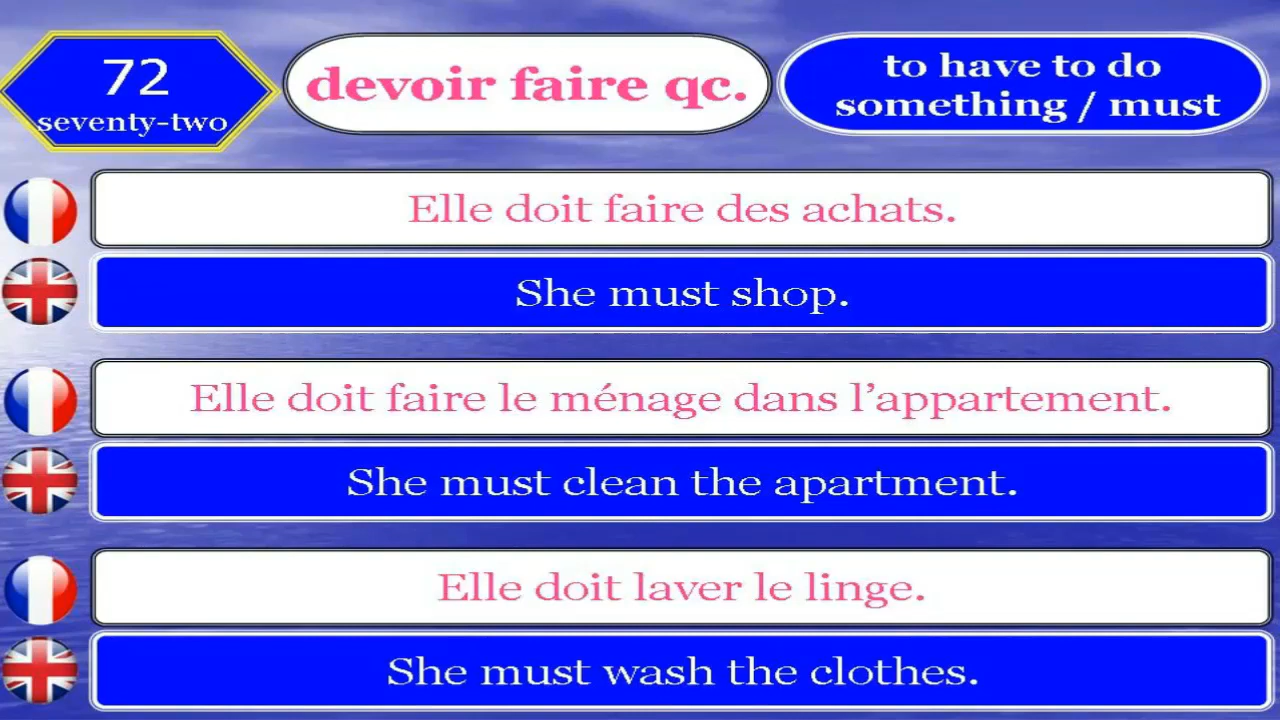 72
seventy-two
devoir faire qc.
to have to do
something / must
Elle doit faire des achats.
She must shop.
Elle doit faire le ménage dans l’appartement.
She must clean the apartment.
Elle doit laver le linge.
She must wash the clothes.